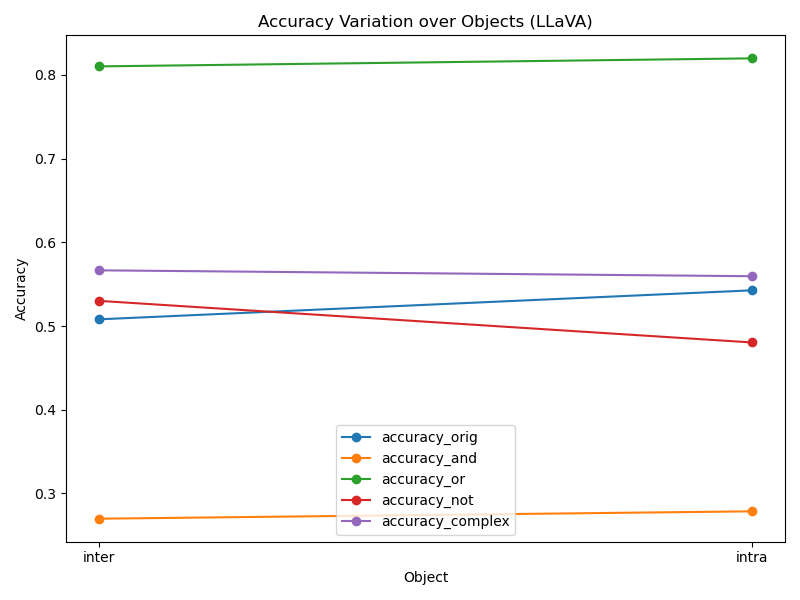 Accuracy Variation over Objects (LLaVA)
Accuracy
0.8
0.7
0.6
0.5
0.4
0.3
accuracy_orig
accuracy_and
accuracy_or
accuracy_not
accuracy_complex
inter
intra
Object